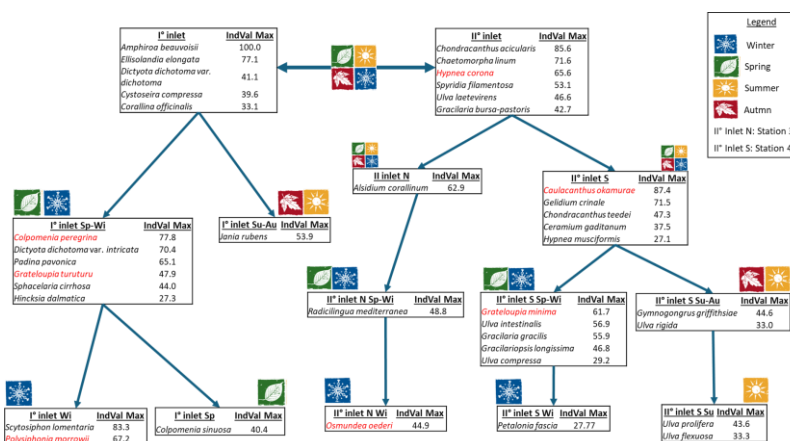 I° inlet IndVal Max
Amphiroa beauvoisii 100.0
Ellisolandia elongata 77.1
Dictyota dichotoma var. dichotoma 41.1
Cystoseira compressa 39.6
Corallina officinalis 33.1
II° inlet IndVal Max
Chondracanthus acicularis 85.6
Chaetomorpha linum 71.6
Hypnea corona 65.6
Spyridia filamentosa 53.1
Ulva laetevirens 46.6
Gracilaria bursa-pastoris 42.7
Legend
Winter
Spring
Summer
Autmn
II° Inlet N: Station 3
II° Inlet S: Station 4
II inlet N IndVal Max
Alsidium corallinum 62.9
II° inlet S IndVal Max
Caulacanthus okamurae 87.4
Gelidium crinale 71.5
Chondracanthus teedei 47.3
Ceramium gaditanum 37.5
Hypnea musciformis 27.1
I° inlet Sp-Wi IndVal Max
Colpomenia peregrina 77.8
Dictyota dichotoma var. intricata 70.4
Padina pavonica 65.1
Grateloupia turuturu 47.9
Sphacelaria cirrhosa 44.0
Hincksia dalmatica 27.3
I° inlet Su-Au IndVal Max
Jania rubens 53.9
II° inlet N Sp-Wi IndVal Max
Radicilingua mediterranea 48.8
II° inlet S Sp-Wi IndVal Max
Grateloupia minima 61.7
Ulva intestinalis 56.9
Gracilaria gracilis 55.9
Gracilariopsis longissima 46.8
Ulva compressa 29.2
II° inlet S Su-Au IndVal Max
Gymnogongrus griffithsiae 44.6
Ulva rigida 33.0
I° inlet Wi IndVal Max
Scytosiphon lomentaria 83.3
Polysiphonia morrowii 67.2
I° inlet Sp IndVal Max
Colpomenia sinuosa 40.4
II° inlet N Wi IndVal Max
Osmundea oederi 44.9
II° inlet S Wi IndVal Max
Petalonia fascia 27.77
II° inlet S Su IndVal Max
Ulva prolifera 43.6
Ulva flexuosa 33.3